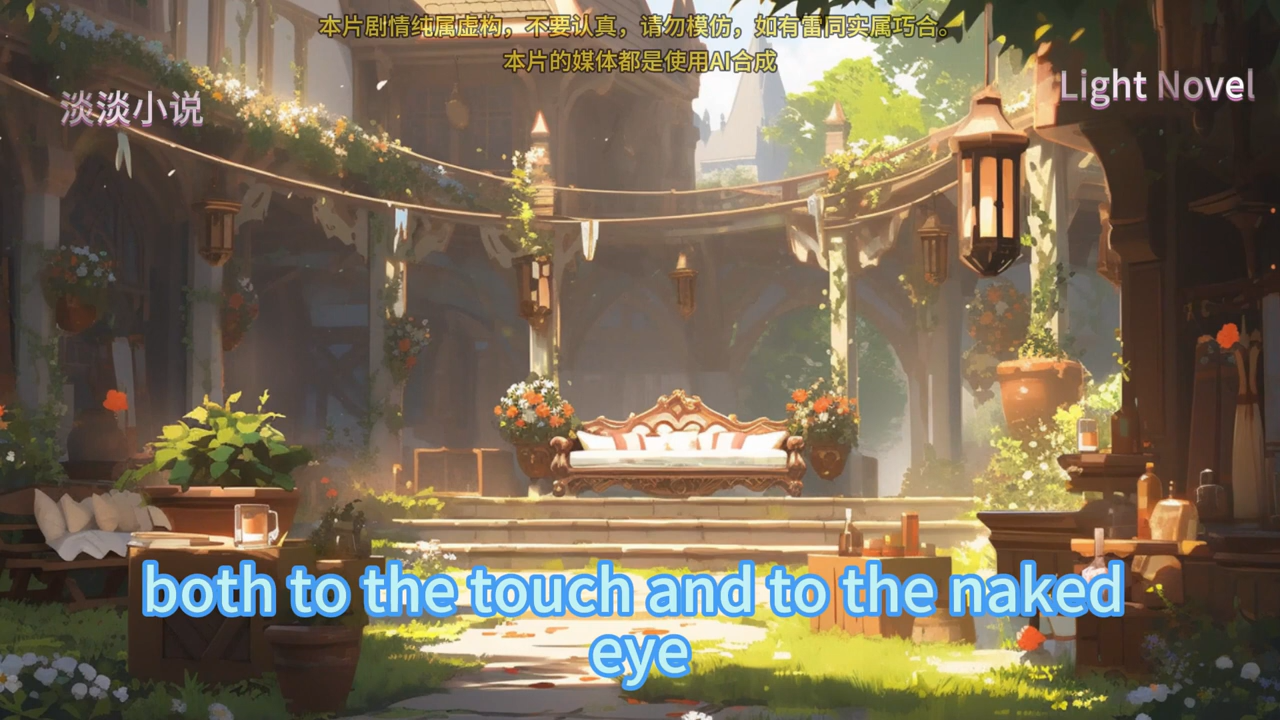 本片剧情纯属虚构，不要认真，请勿模仿，如有雷同实属巧合。
本片的媒体都是使用AI合成
淡淡小说
Light Novel
both to the touch and to the naked
eye